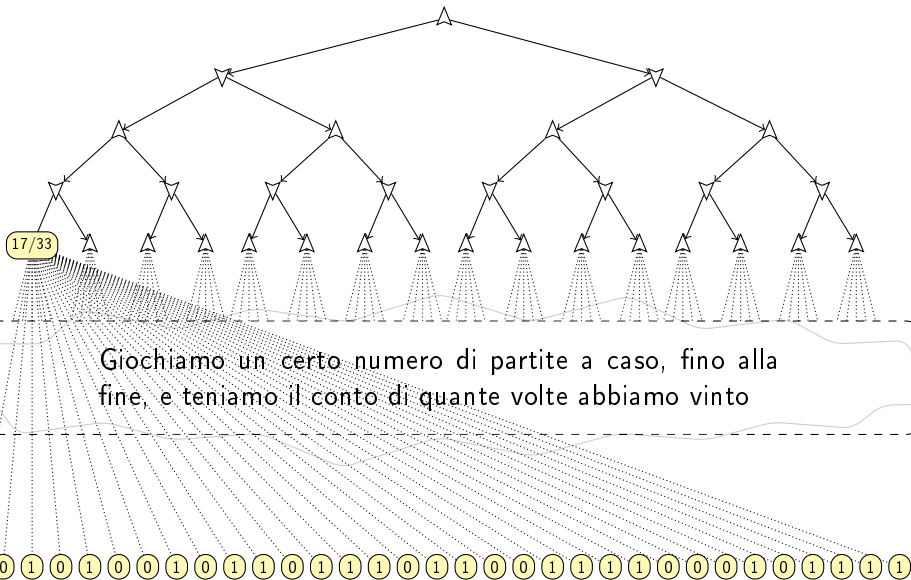 17/33
Giochiamo un certo numero di partite a caso, fino alla
fine, e teniamo il conto di quante volte abbiamo vinto
0 1 0 1 0 0 1 0 1 1 0 1 1 1 0 1 1 0 0 1 1 1 1 0 0 0 1 0 1 1 1 1